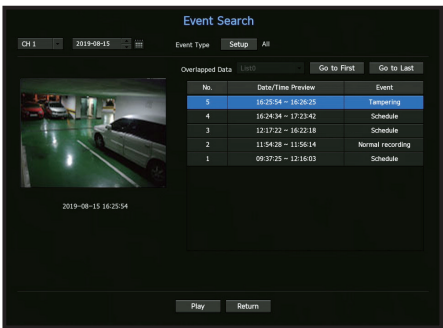 Event Search
CH 1 2019-08-15 Event Type Setup All
Overlapped Data List0 Go to First Go to Last
No. Date/Time Preview Event
5 16:25:54 ~ 16:26:25 Tampering
4 16:24:34 ~ 17:23:42 Schedule
3 12:17:22 ~ 16:22:18 Schedule
2 11:54:28 ~ 11:56:14 Normal recording
1 09:37:25 ~ 12:16:03 Schedule
2019-08-15 16:25:54
Play Return